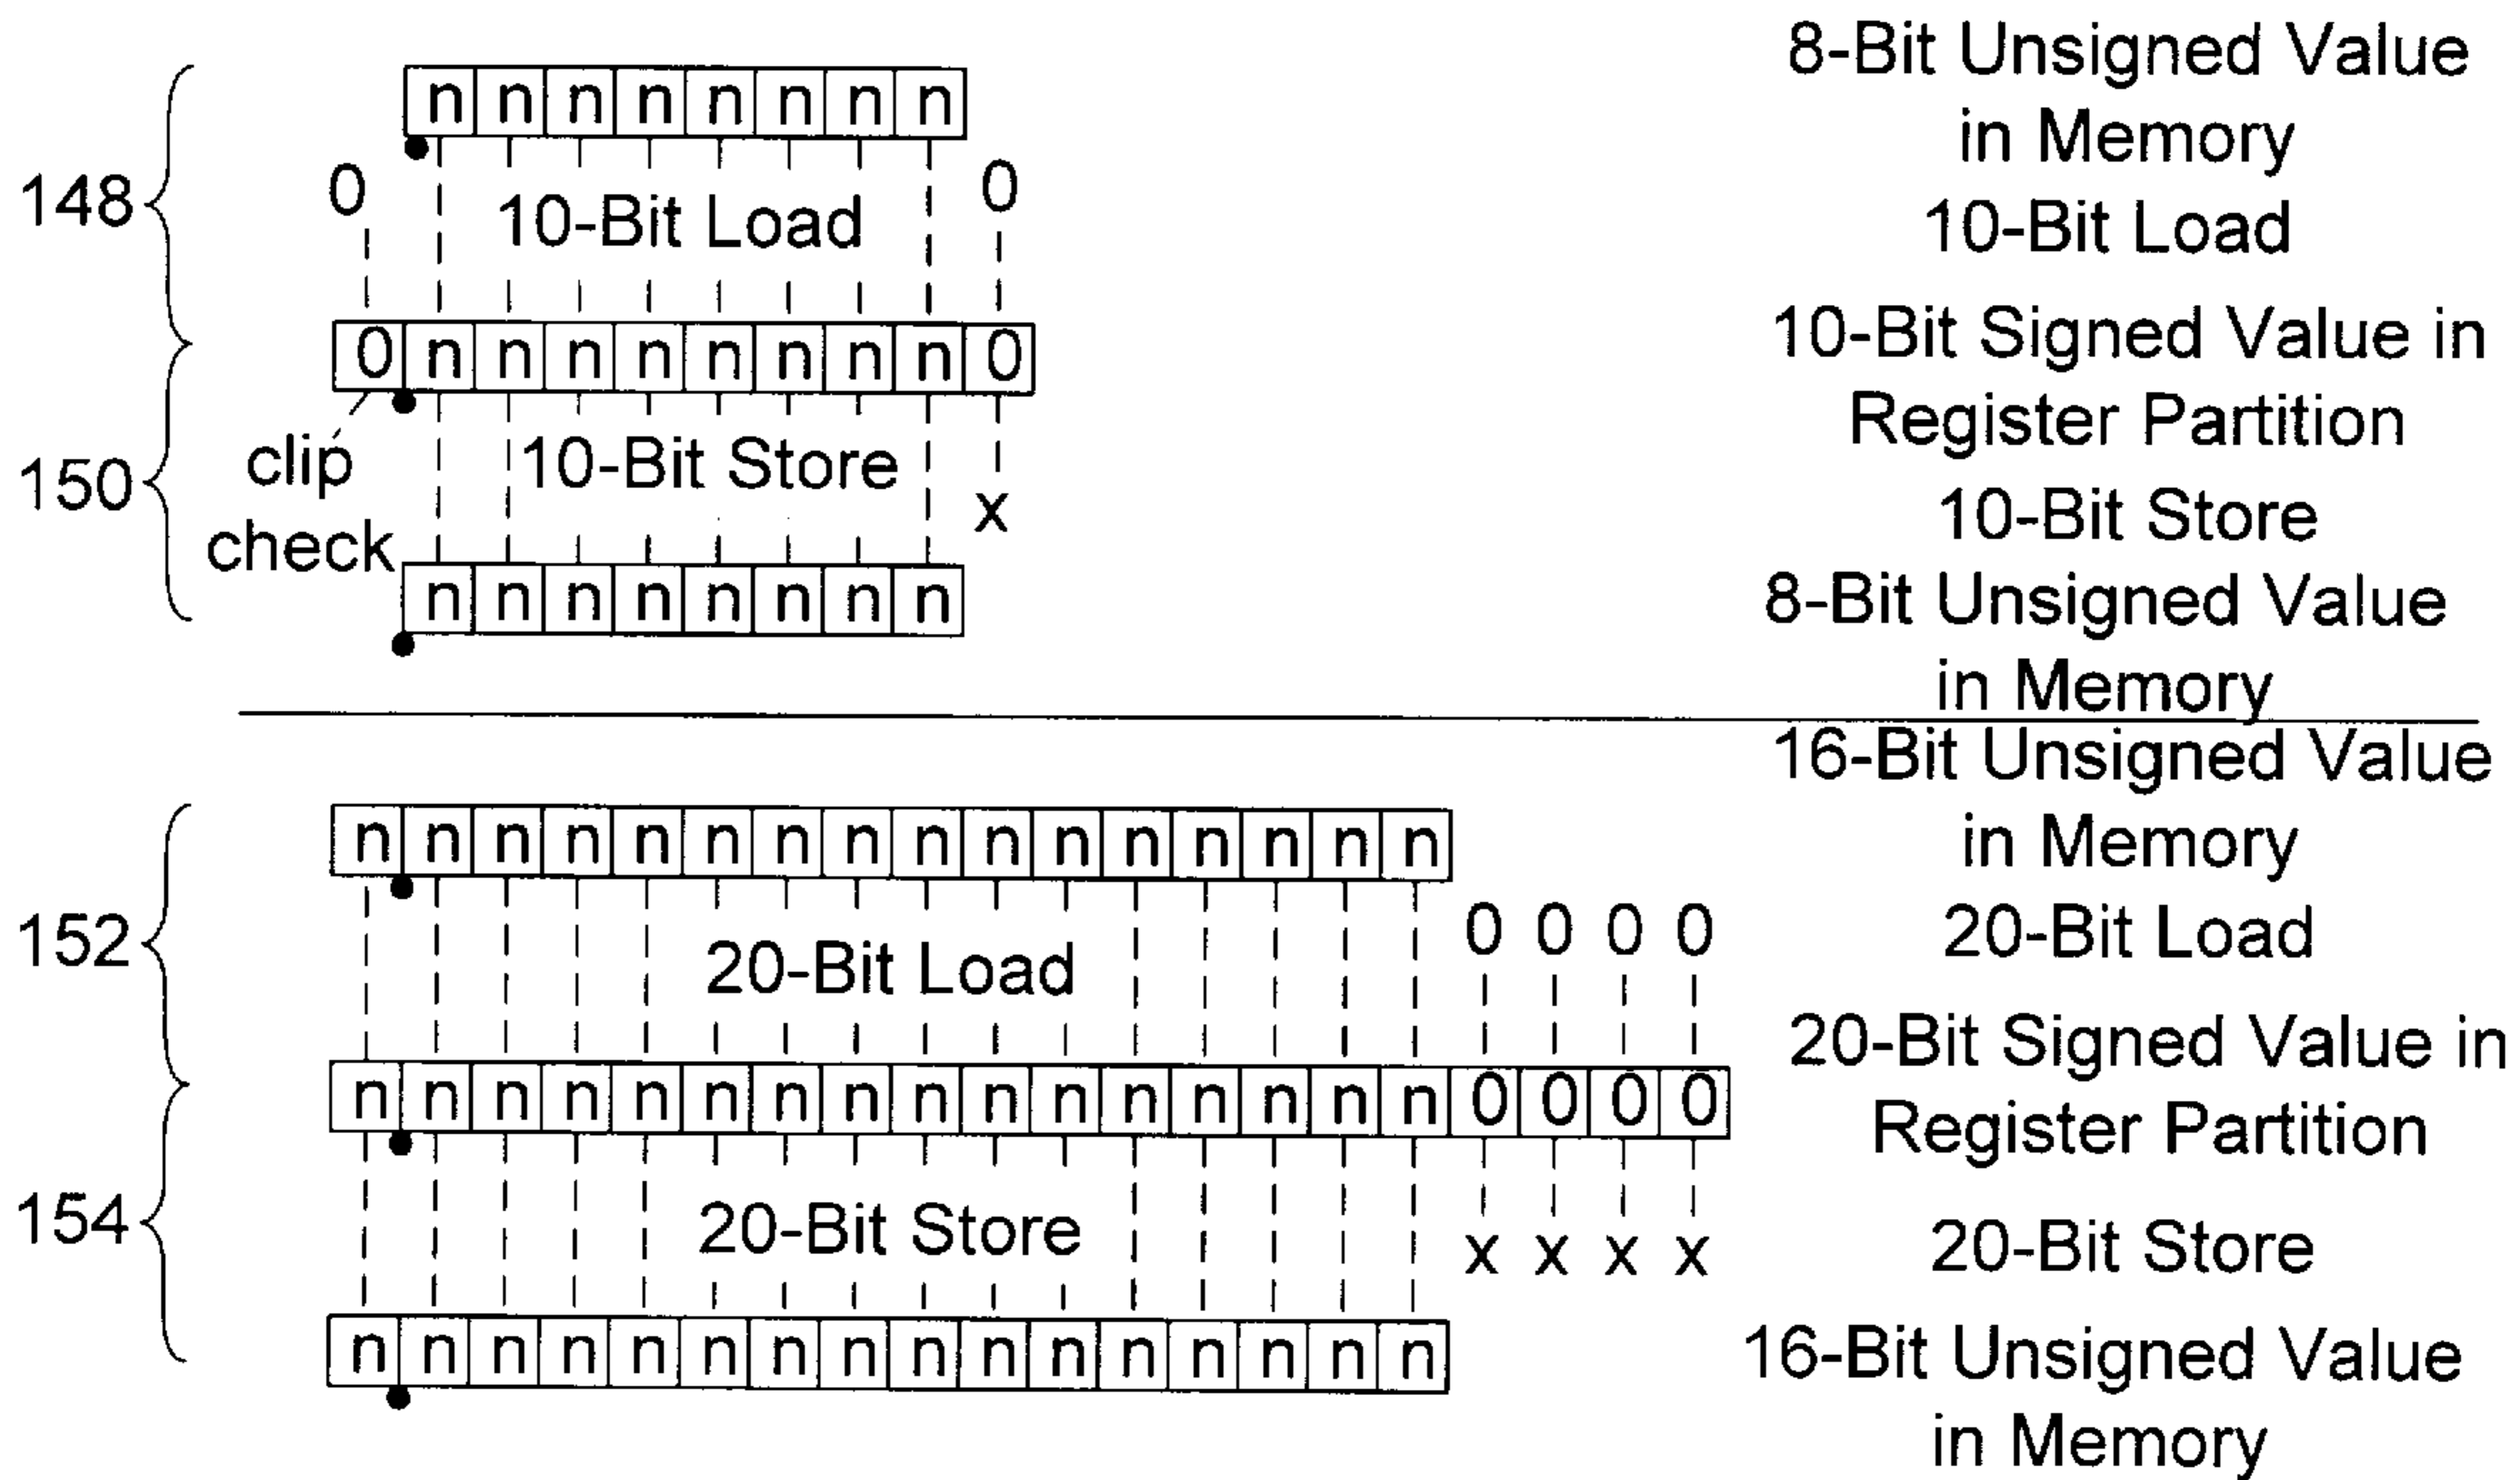 8-Bit Unsigned Value
n n n n n n n n
in Memory
148
0
10-Bit Load
0
10-Bit Load
0 n n n n n n n n 0
10-Bit Signed Value in
Register Partition
150
clip
check
10-Bit Store
x
10-Bit Store
n n n n n n n n
8-Bit Unsigned Value
in Memory
16-Bit Unsigned Value
n n n n n n n n n n n n n n n n
in Memory
152
20-Bit Load
0 0 0 0
20-Bit Load
n n n n n n n n n n n n n n n n 0 0 0 0
20-Bit Signed Value in
Register Partition
154
20-Bit Store
x x x x
20-Bit Store
n n n n n n n n n n n n n n n n
16-Bit Unsigned Value
in Memory